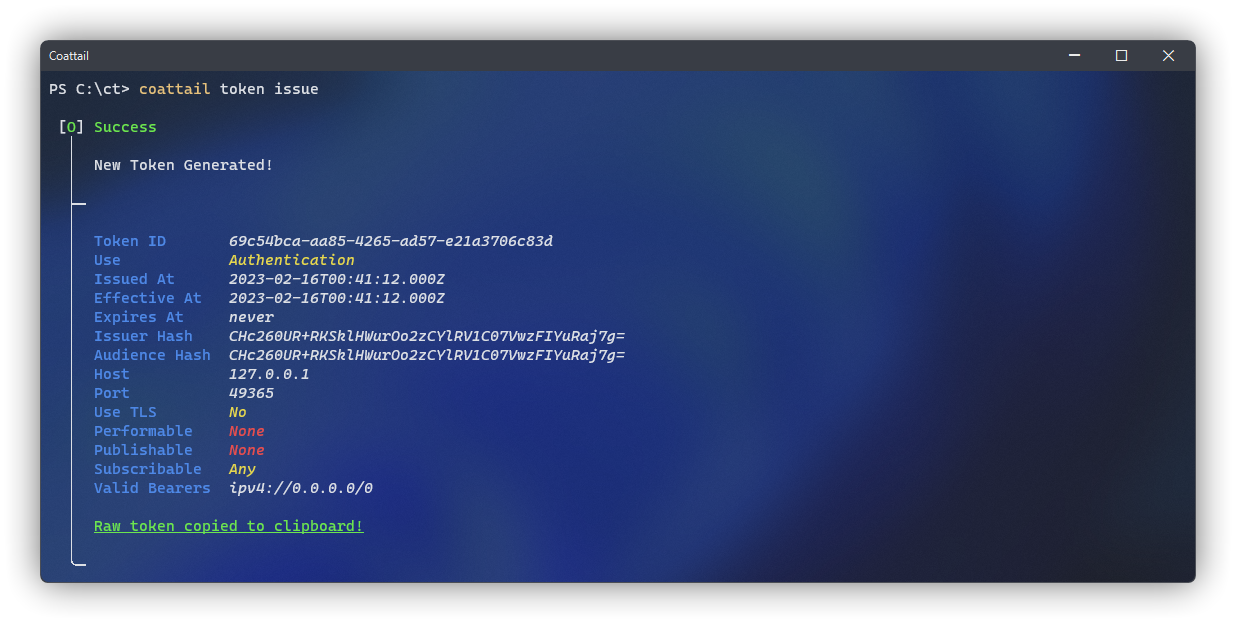 Coattail
PS C:\ct> coattail token issue
[O] Success
New Token Generated!
Token ID 69c54bca-aa85-4265-ad57-e21a3706c83d
Use Authentication
Issued At 2023-02-16T00:41:12.000Z
Effective At 2023-02-16T00:41:12.000Z
Expires At never
Issuer Hash CHc260UR+RKSklHWurOo2zCYlRV1C07VwzFIYuRaj7g=
Audience Hash CHc260UR+RKSklHWurOo2zCYlRV1C07VwzFIYuRaj7g=
Host 127.0.0.1
Port 49365
Use TLS No
Performable None
Publishable None
Subscribable Any
Valid Bearers ipv4://0.0.0.0/0
Raw token copied to clipboard!